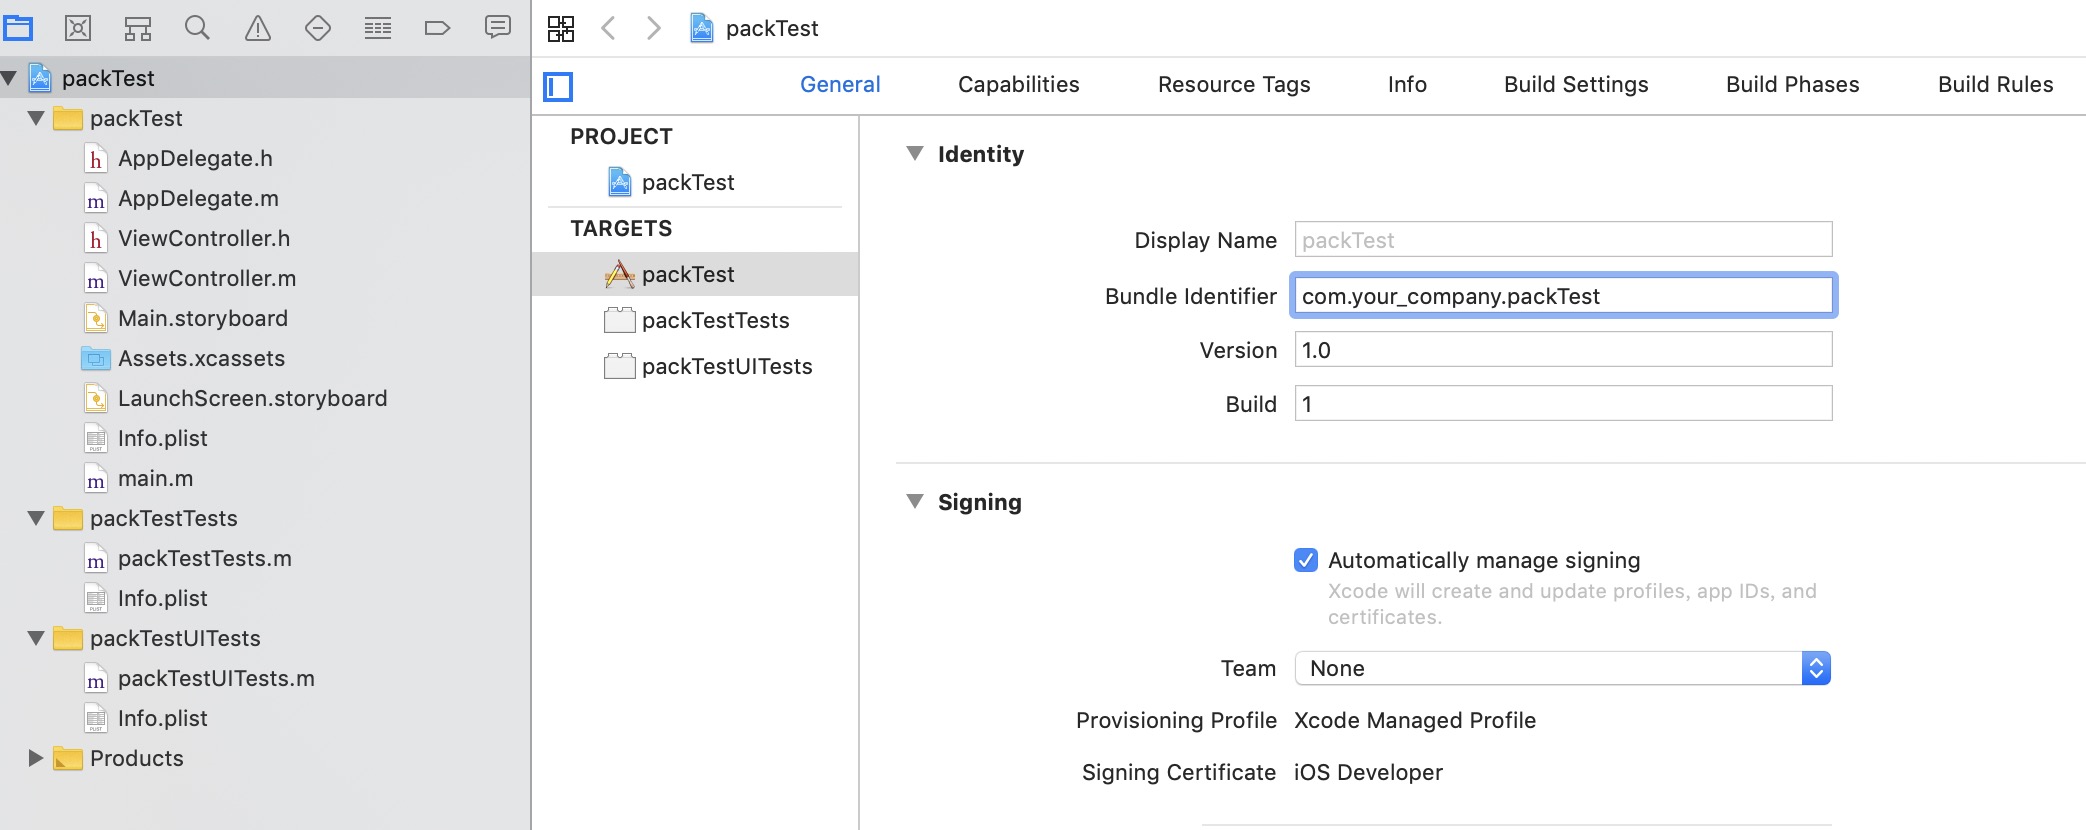 packTest
packTest
h AppDelegate.h
m AppDelegate.m
h ViewController.h
m ViewController.m
Main.storyboard
Assets.xcassets
LaunchScreen.storyboard
PLIST Info.plist
m main.m
packTestTests
m packTestTests.m
PLIST Info.plist
packTestUITests
m packTestUITests.m
PLIST Info.plist
Products
packTest
General Capabilities Resource Tags Info Build Settings Build Phases Build Rules
PROJECT
packTest
TARGETS
packTest
packTestTests
packTestUITests
Identity
Display Name packTest
Bundle Identifier com.your_company.packTest
Version 1.0
Build 1
Signing
Automatically manage signing
Xcode will create and update profiles, app IDs, and
certificates.
Team None
Provisioning Profile Xcode Managed Profile
Signing Certificate iOS Developer